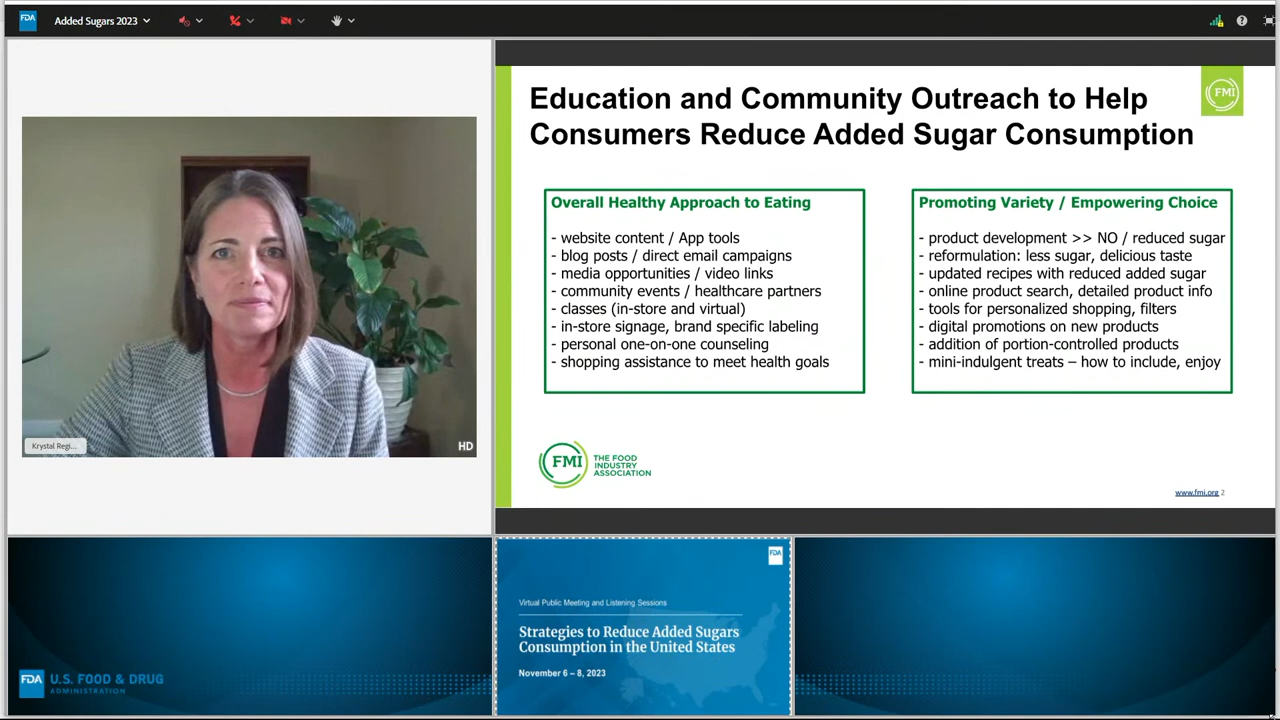 FDA
Added Sugars 2023
Education and Community Outreach to Help
Consumers Reduce Added Sugar Consumption
FMI
Overall Healthy Approach to Eating
- website content / App tools
- blog posts / direct email campaigns
- media opportunities / video links
- community events / healthcare partners
- classes (in-store and virtual)
- in-store signage, brand specific labeling
- personal one-on-one counseling
- shopping assistance to meet health goals
Promoting Variety / Empowering Choice
- product development >> NO / reduced sugar
- reformulation: less sugar, delicious taste
- updated recipes with reduced added sugar
- online product search, detailed product info
- tools for personalized shopping, filters
- digital promotions on new products
- addition of portion-controlled products
- mini-indulgent treats – how to include, enjoy
Krystal Regi...
HD
FMI
THE FOOD
INDUSTRY
ASSOCIATION
www.fmi.org 2
FDA
Virtual Public Meeting and Listening Sessions
Strategies to Reduce Added Sugars
Consumption in the United States
November 6 – 8, 2023
FDA
U.S. FOOD & DRUG
ADMINISTRATION